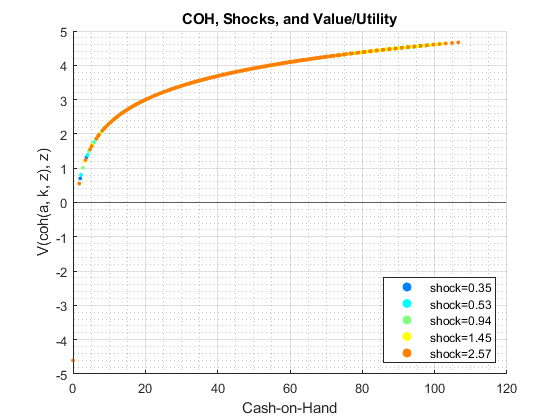 COH, Shocks, and Value/Utility
V(coh(a, k, z), z)
5
4
3
2
1
0
-1
-2
-3
-4
-5
shock=0.35
shock=0.53
shock=0.94
shock=1.45
shock=2.57
0 20 40 60 80 100 120
Cash-on-Hand